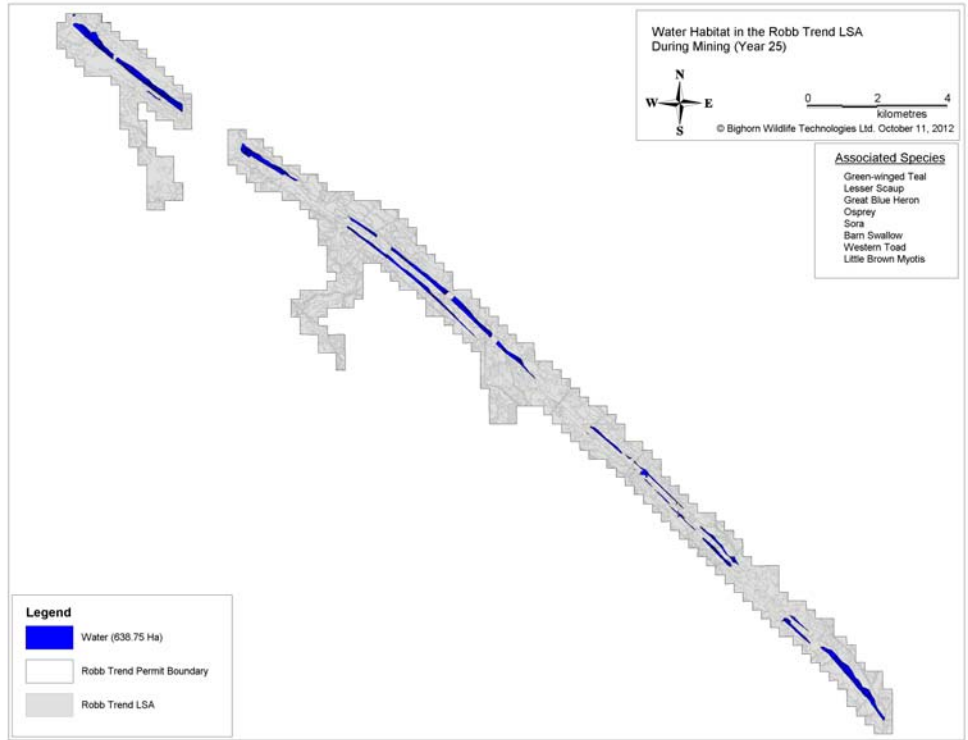 Water Habitat in the Robb Trend LSA
During Mining (Year 25)
N
W E
S
0 2 4
kilometres
© Bighorn Wildlife Technologies Ltd. October 11, 2012
Associated Species
Green-winged Teal
Lesser Scaup
Great Blue Heron
Osprey
Sora
Barn Swallow
Western Toad
Little Brown Myotis
Legend
Water (638.75 Ha)
Robb Trend Permit Boundary
Robb Trend LSA